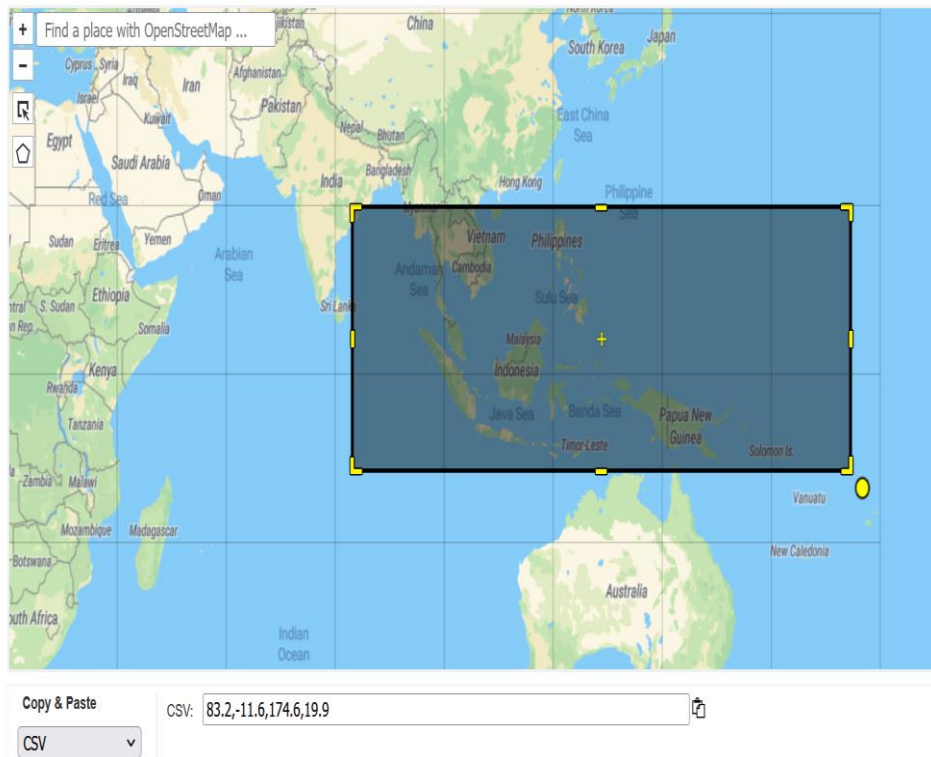 +
Find a place with OpenStreetMap ...
−
China
North Korea
South Korea
Japan
Cyprus
Syria
Iraq
Iran
Afghanistan
Israel
Kuwait
Pakistan
East China
Sea
Egypt
Nepal
Bhutan
Saudi Arabia
India
Bangladesh
Hong Kong
Red Sea
Oman
Myanmar
Philippine
Sea
Sudan
Eritrea
Yemen
Arabian
Sea
Vietnam
Philippines
Andaman
Sea
Cambodia
Ethiopia
S. Sudan
Sri Lanka
Sulu Sea
Somalia
Malaysia
Kenya
Indonesia
Rwanda
Tanzania
Java Sea
Banda Sea
Papua New
Guinea
Timor-Leste
Solomon Is.
Zambia
Malawi
Vanuatu
Mozambique
Madagascar
New Caledonia
Botswana
Australia
outh Africa
Indian
Ocean
Copy & Paste
CSV: 83.2,-11.6,174.6,19.9
CSV